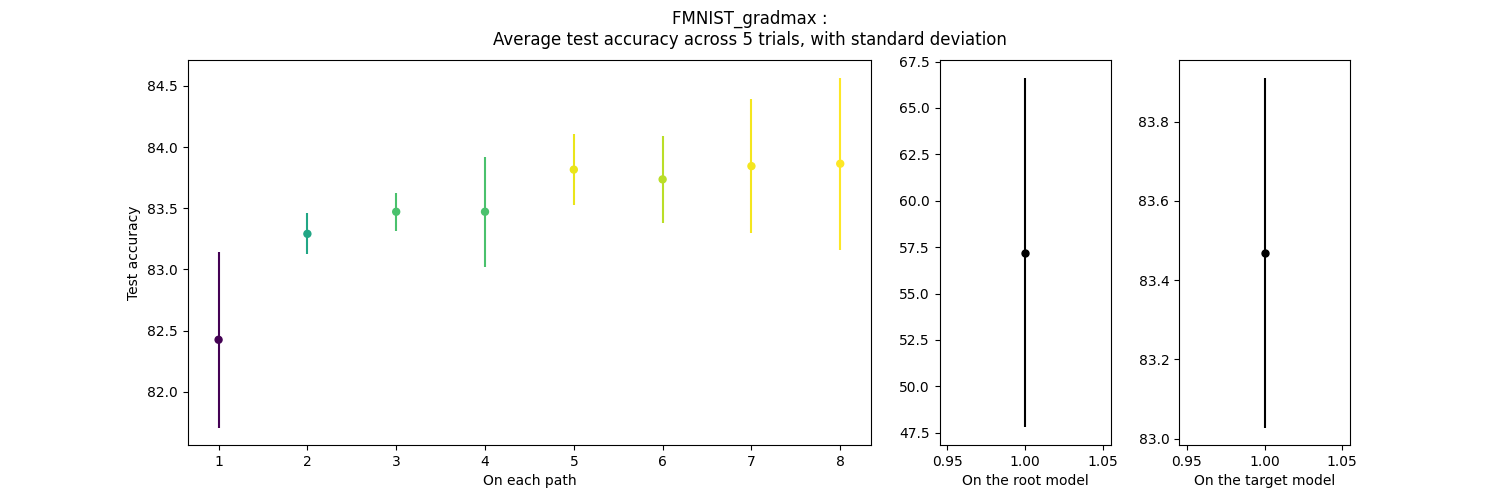 FMNIST_gradmax :
Average test accuracy across 5 trials, with standard deviation
Test accuracy
84.5
84.0
83.5
83.0
82.5
82.0
1 2 3 4 5 6 7 8
On each path
67.5
65.0
62.5
60.0
57.5
55.0
52.5
50.0
47.5
0.95 1.00 1.05
On the root model
83.8
83.6
83.4
83.2
83.0
0.95 1.00 1.05
On the target model